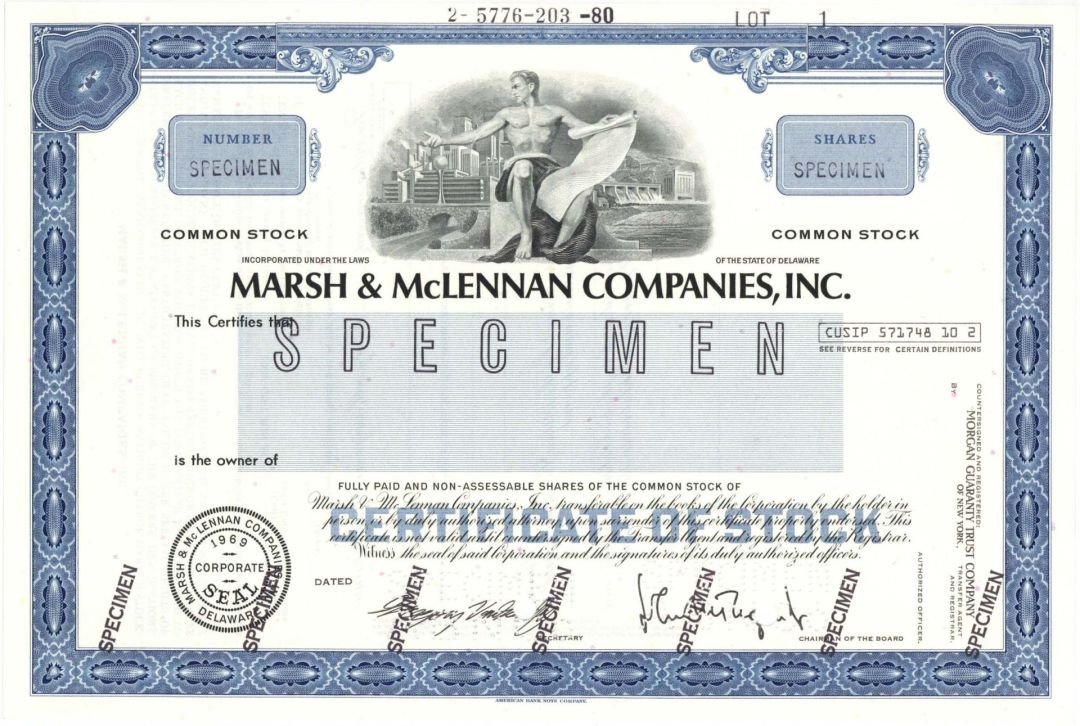 2- 5776-203 -80 LOT 1
NUMBER
SPECIMEN
SHARES
SPECIMEN
COMMON STOCK
COMMON STOCK
INCORPORATED UNDER THE LAWS
OF THE STATE OF DELAWARE
MARSH & McLENNAN COMPANIES, INC.
This Certifies that
SPECIMEN
CUSIP 571748 10 2
SEE REVERSE FOR CERTAIN DEFINITIONS
is the owner of
FULLY PAID AND NON-ASSESSABLE SHARES OF THE COMMON STOCK OF
Marsh & McLennan Companies, Inc., transferable on the books of the Corporation by the holder in
person or by duly authorized attorney, upon surrender of this certificate properly endorsed. This
certificate is not valid until countersigned by the Transfer Agent and registered by the Registrar.
Witness the seal of said Corporation and the signatures of its duly authorized officers.
CERTIFICATE OF STOCK
DATED
MARSH & McLENNAN COMPANIES
1969
CORPORATE
SEAL
DELAWARE
SECRETARY
CHAIRMAN OF THE BOARD
COUNTERSIGNED AND REGISTERED:
MORGAN GUARANTY TRUST COMPANY
OF NEW YORK,
TRANSFER AGENT
AND REGISTRAR.
BY
AUTHORIZED OFFICER.
SPECIMEN
SPECIMEN
SPECIMEN
SPECIMEN
SPECIMEN
SPECIMEN
SPECIMEN
AMERICAN BANK NOTE COMPANY.